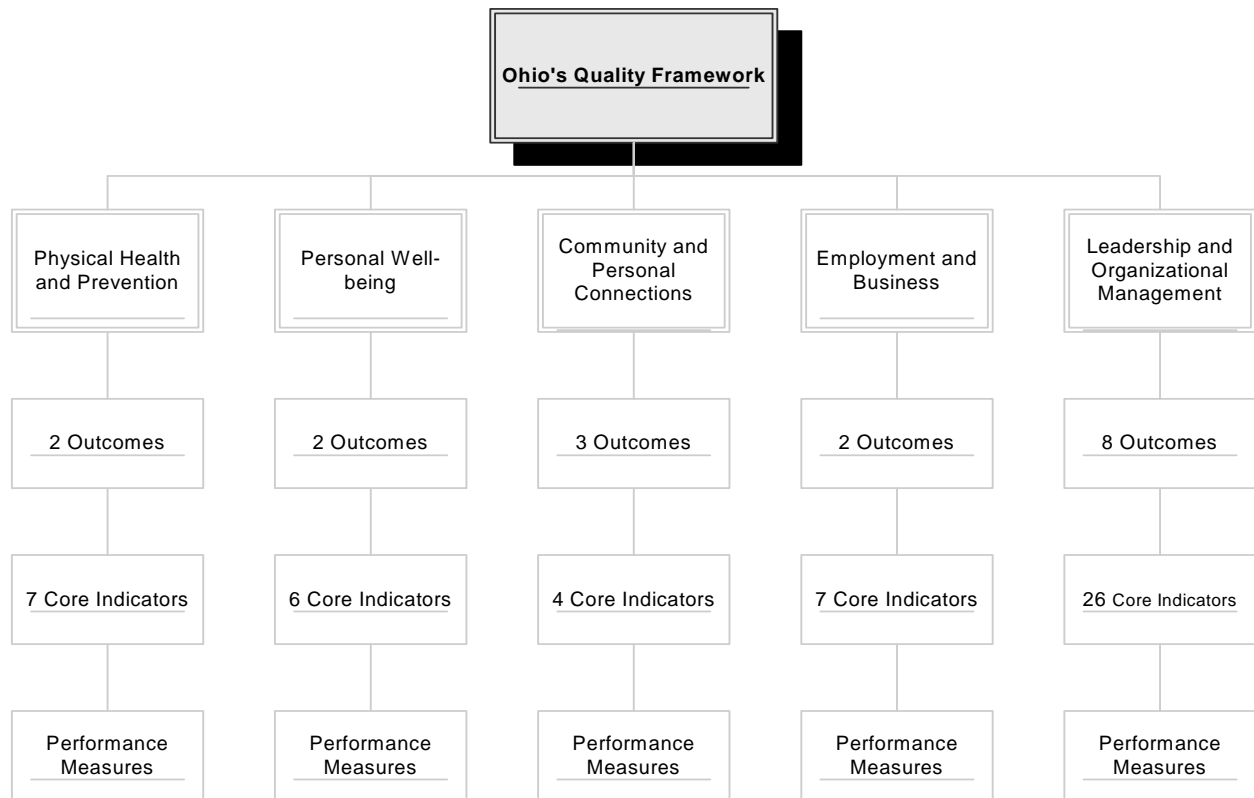 Ohio's Quality Framework
Physical Health
and Prevention
Personal Well-
being
Community and
Personal
Connections
Employment and
Business
Leadership and
Organizational
Management
2 Outcomes
2 Outcomes
3 Outcomes
2 Outcomes
8 Outcomes
7 Core Indicators
6 Core Indicators
4 Core Indicators
7 Core Indicators
26 Core Indicators
Performance
Measures
Performance
Measures
Performance
Measures
Performance
Measures
Performance
Measures